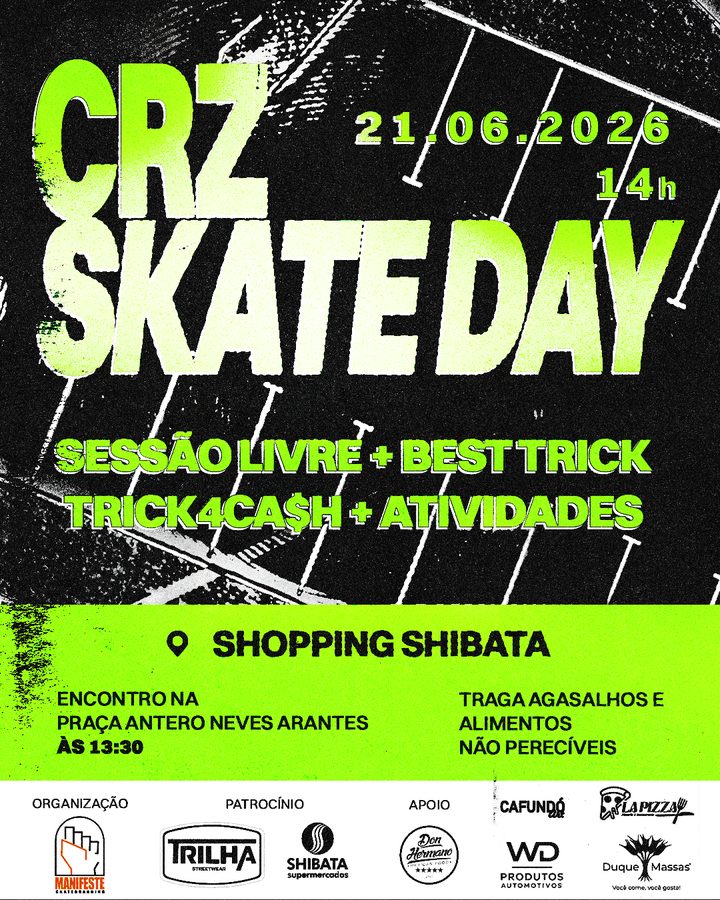 CRZ
SKATE DAY
21.06.2026
14h
SESSÃO LIVRE + BEST TRICK
TRICK4CA$H + ATIVIDADES
SHOPPING SHIBATA
ENCONTRO NA
PRAÇA ANTERO NEVES ARANTES
ÀS 13:30
TRAGA AGASALHOS E
ALIMENTOS
NÃO PERECÍVEIS
ORGANIZAÇÃO
MANIFESTE
SKATEBOARDING
PATROCÍNIO
TRILHA
STREETWEAR
SHIBATA
supermercados
APOIO
Don
Hermano
CAFUNDÓ
LA PIZZA
WD
PRODUTOS
AUTOMOTIVOS
Duque Massas
Você come, você gosta!